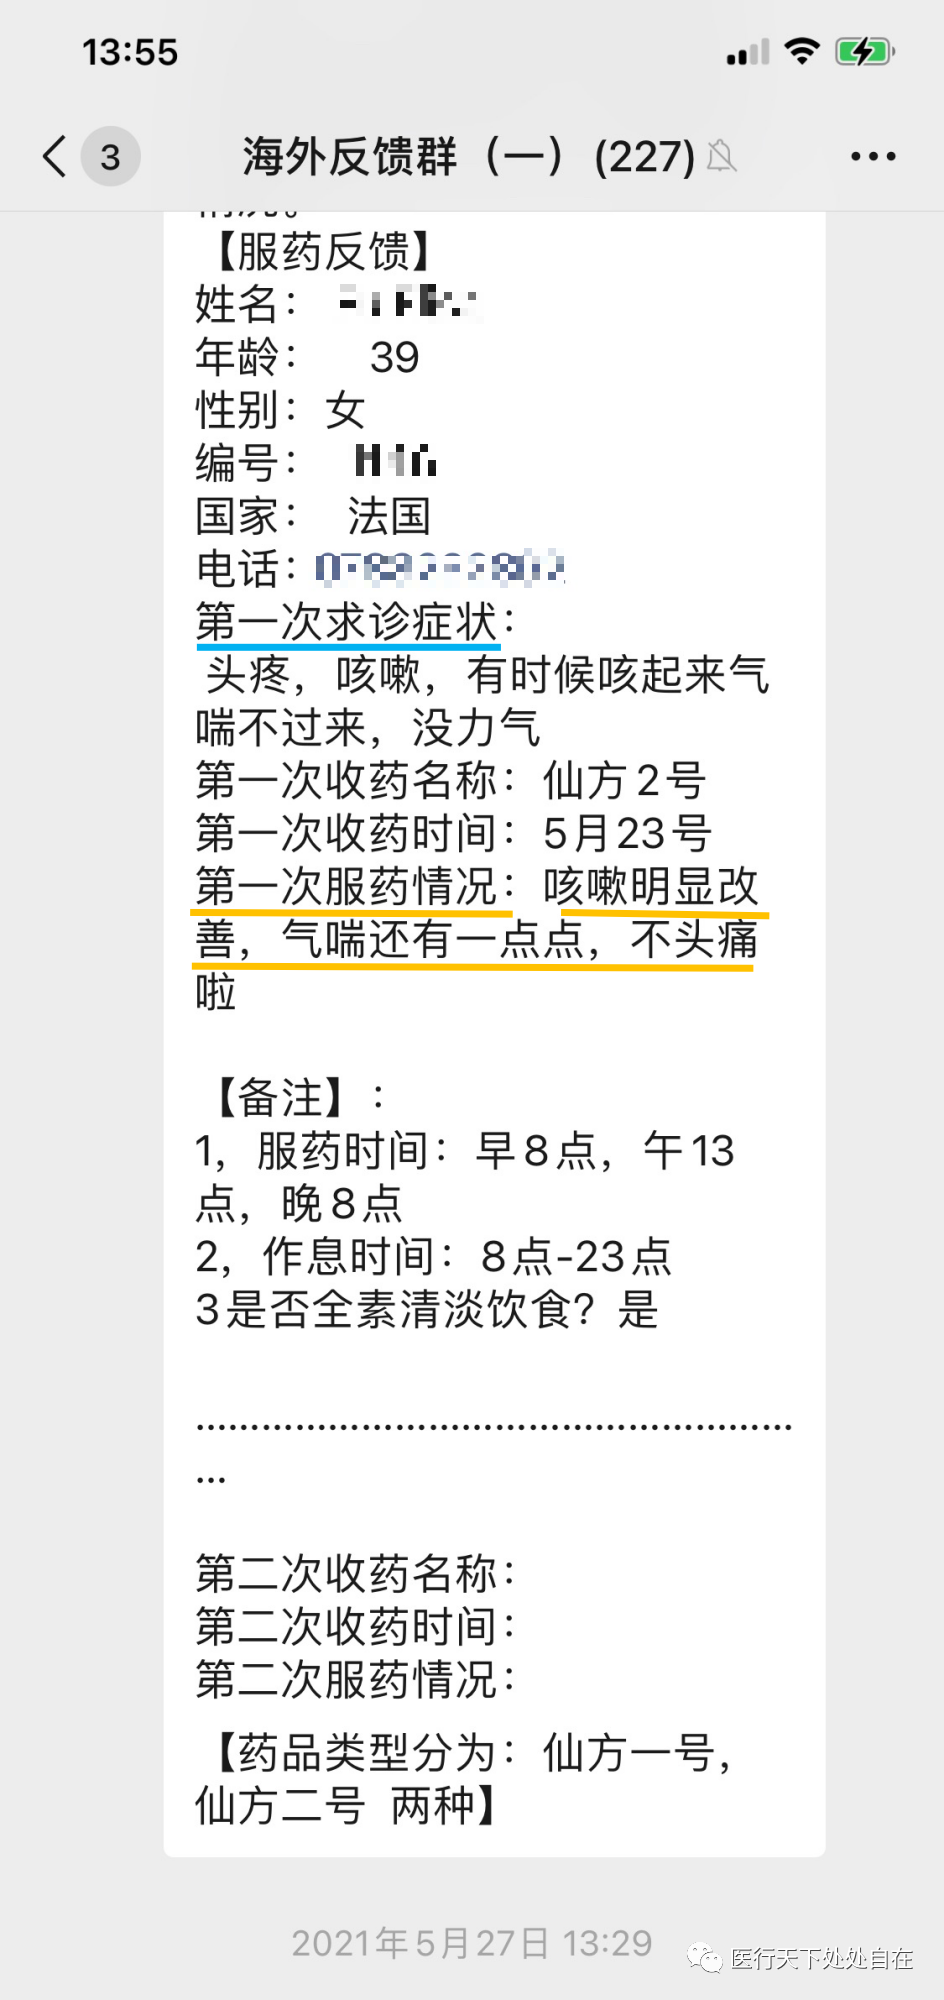 13:55
3
海外反馈群（一）(227)
【服药反馈】
姓名：
年龄： 39
性别：女
编号：
国家： 法国
电话：
第一次求诊症状：
头疼，咳嗽，有时候咳起来气
喘不过来，没力气
第一次收药名称：仙方2号
第一次收药时间：5月23号
第一次服药情况：咳嗽明显改
善，气喘还有一点点，不头痛
啦
【备注】：
1，服药时间：早8点，午13
点，晚8点
2，作息时间：8点-23点
3是否全素清淡饮食？是
......................................................
...
第二次收药名称：
第二次收药时间：
第二次服药情况：
【药品类型分为：仙方一号，
仙方二号 两种】
2021年5月27日 13:29
医行天下处处自在